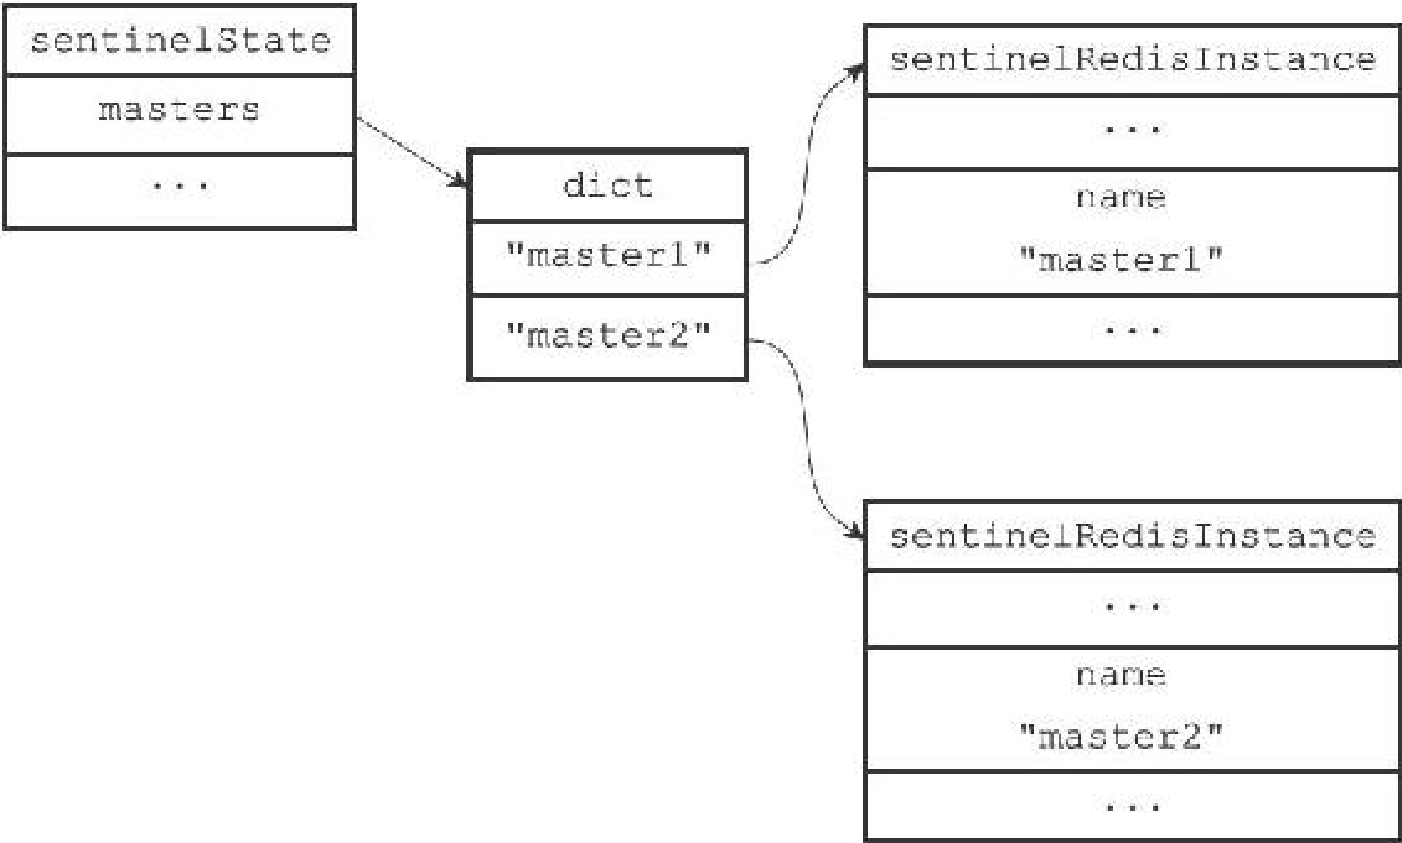 sentinelState
masters
...
dict
"master1"
"master2"
sentinelRedisInstance
...
name
"master1"
...
sentinelRedisInstance
...
name
"master2"
...